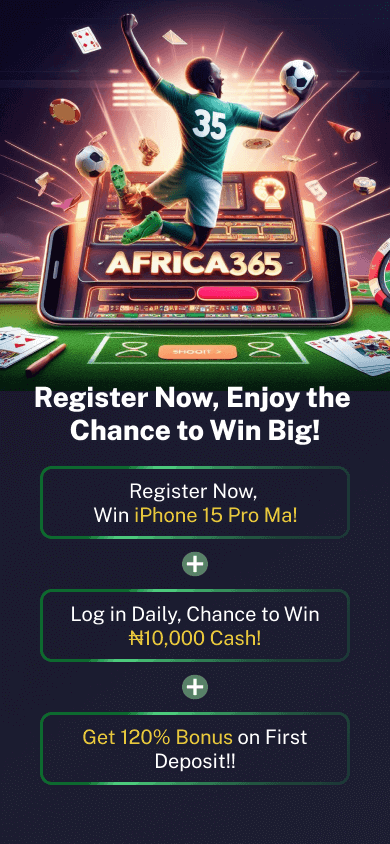 35
AFRICA365
SHOOIT >
Register Now, Enjoy the
Chance to Win Big!
Register Now,
Win iPhone 15 Pro Ma!
Log in Daily, Chance to Win
₦10,000 Cash!
Get 120% Bonus on First
Deposit!!